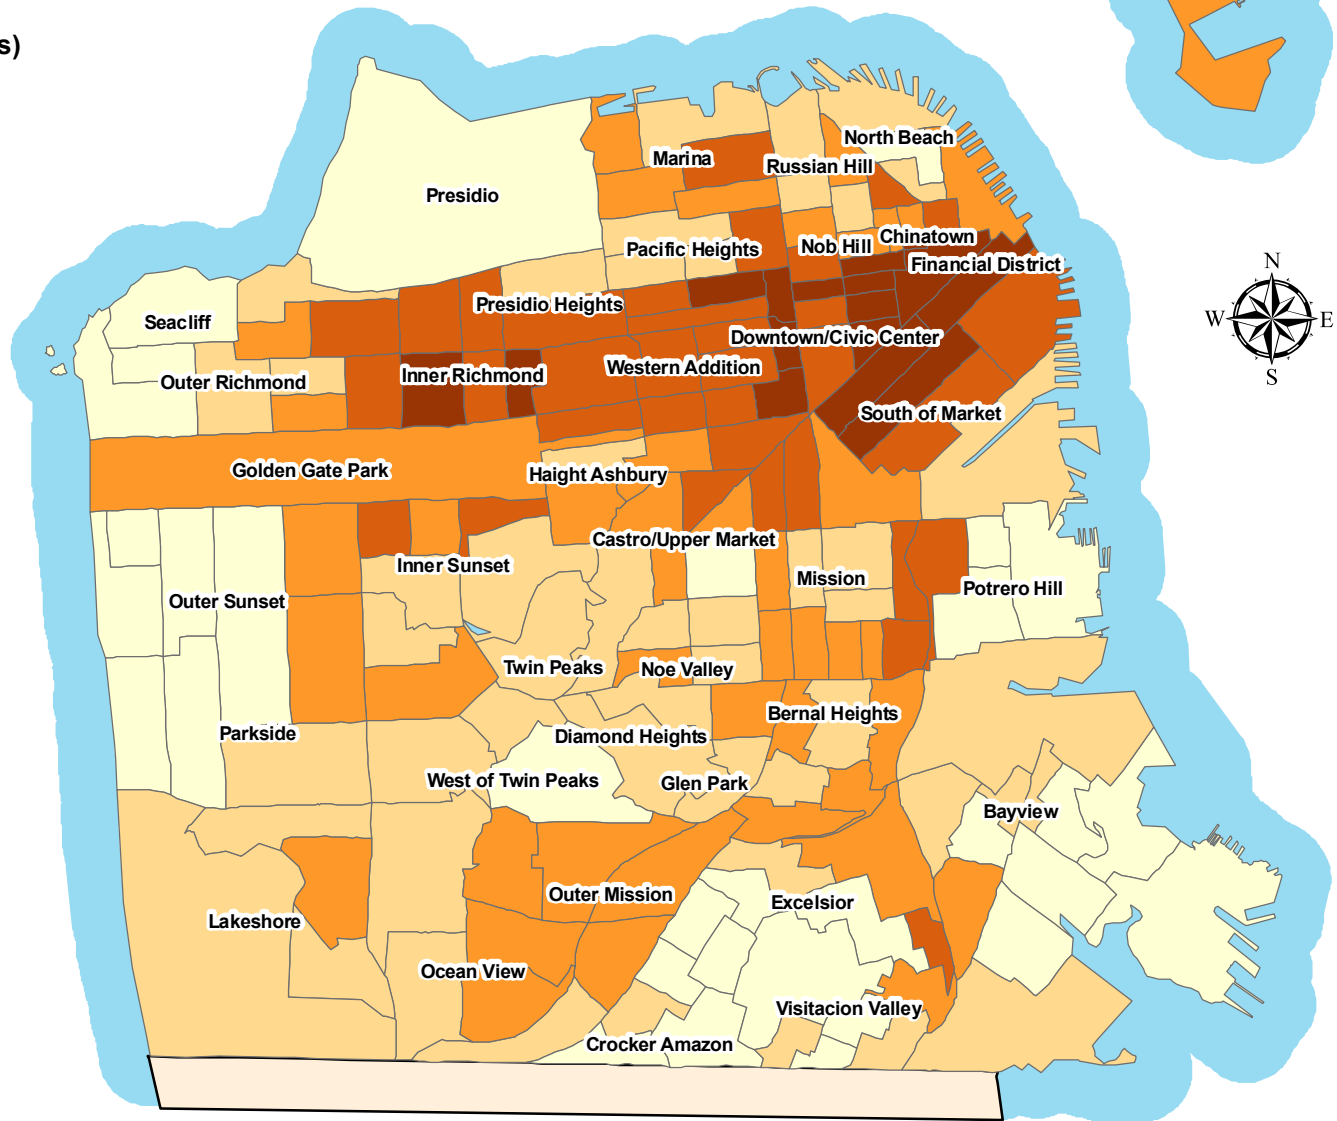 s)
North Beach
Marina
Russian Hill
Presidio
Pacific Heights
Nob Hill
Chinatown
Financial District
N
W
E
S
Presidio Heights
Seacliff
Downtown/Civic Center
Outer Richmond
Inner Richmond
Western Addition
South of Market
Golden Gate Park
Haight Ashbury
Castro/Upper Market
Inner Sunset
Mission
Potrero Hill
Outer Sunset
Twin Peaks
Noe Valley
Bernal Heights
Parkside
Diamond Heights
West of Twin Peaks
Glen Park
Bayview
Outer Mission
Excelsior
Lakeshore
Ocean View
Visitacion Valley
Crocker Amazon